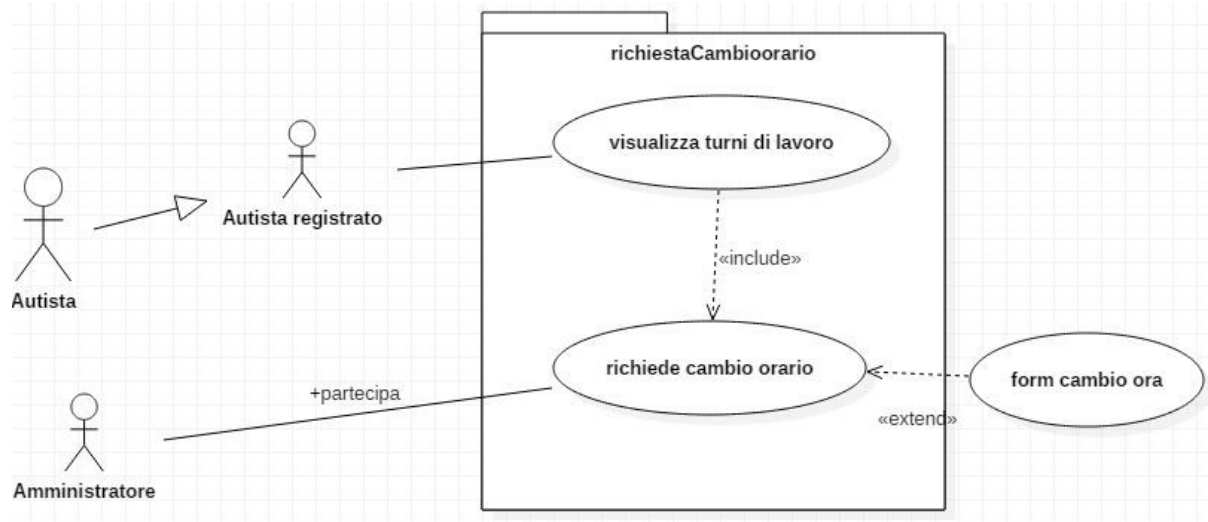 richiestaCambioorario
visualizza turni di lavoro
Autista registrato
«include»
Autista
richiede cambio orario
form cambio ora
+partecipa
«extend»
Amministratore